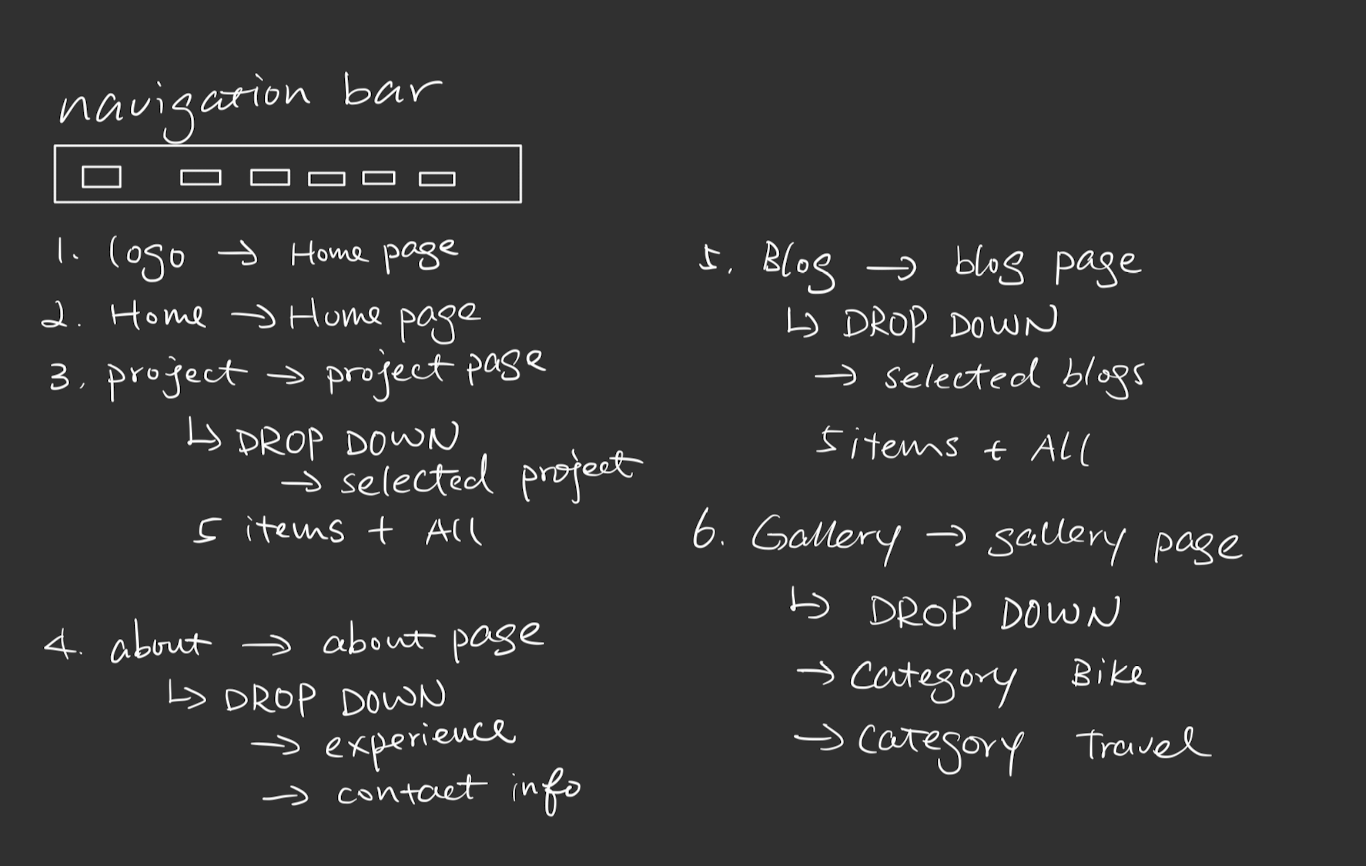 navigation bar
1. logo → Home page
2. Home → Home page
3. project → project page
↳ DROP DOWN
→ selected project
5 items + All
4. about → about page
↳ DROP DOWN
→ experience
→ contact info
5. Blog → blog page
↳ DROP DOWN
→ selected blogs
5 items + All
6. Gallery → gallery page
↳ DROP DOWN
→ Category Bike
→ Category Travel